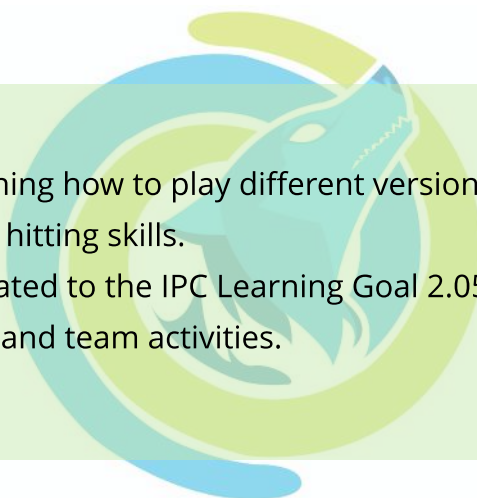 ning how to play different version
hitting skills.
ated to the IPC Learning Goal 2.05
and team activities.